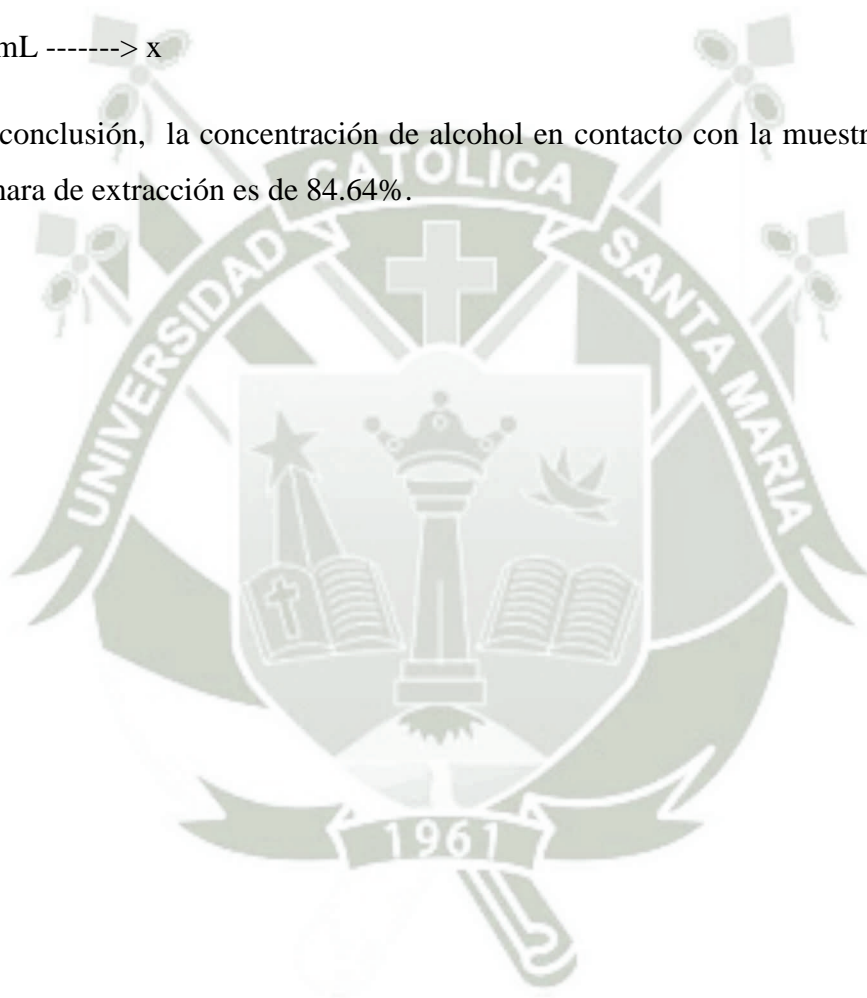 mL -------> x
conclusión, la concentración de alcohol en contacto con la muestr
nara de extracción es de 84.64%.
UNIVERSIDAD CATOLICA SANTA MARIA
1961